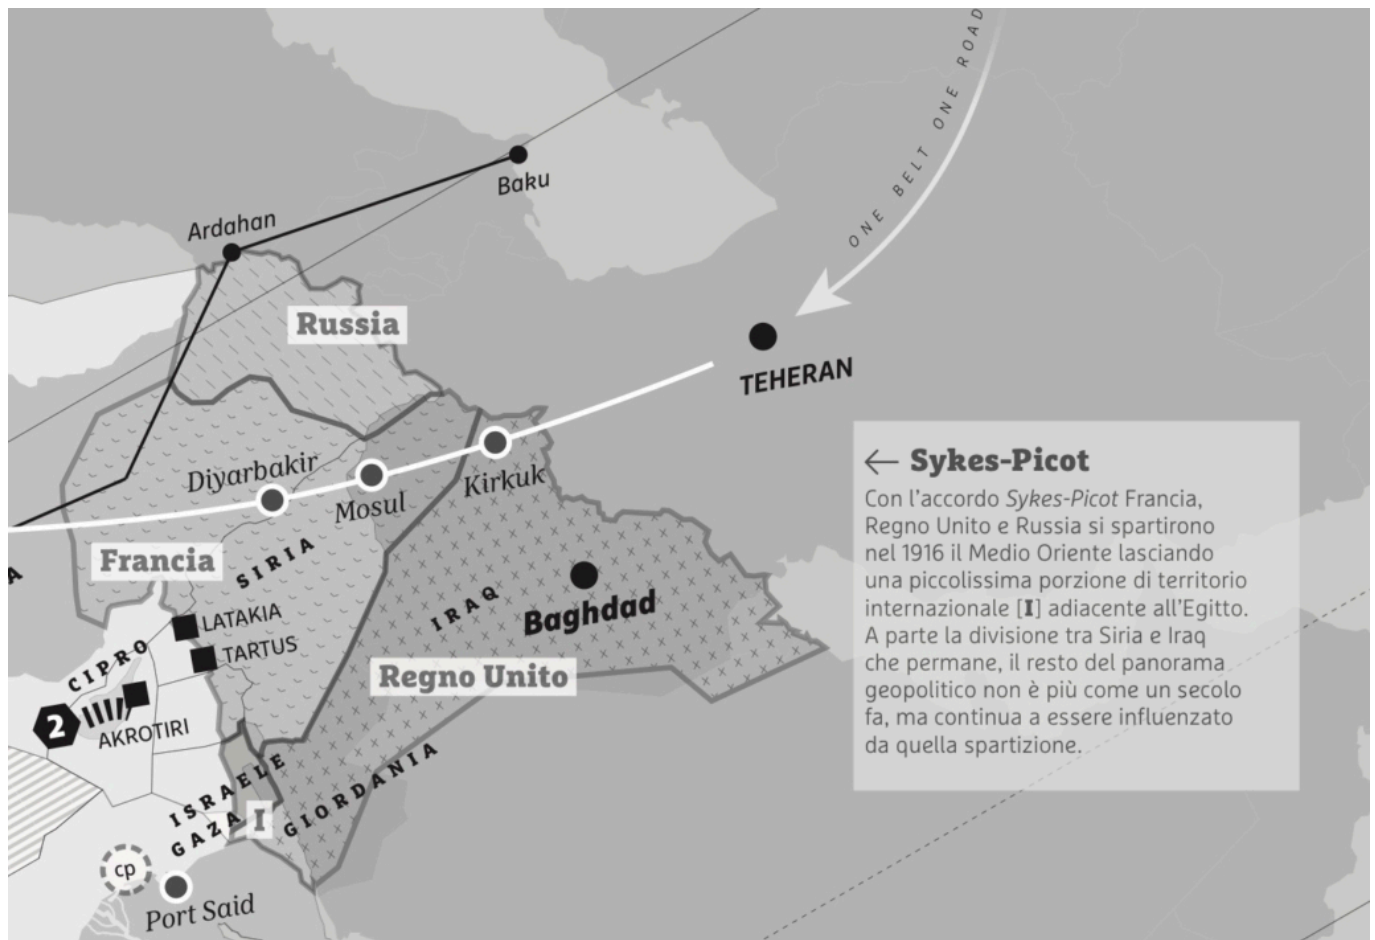 ONE BELT ONE ROAD
Baku
Ardahan
Russia
TEHERAN
Diyarbakir
Mosul
Kirkuk
Francia
SIRIA
A
IRAQ
Baghdad
LATAKIA
TARTUS
CIPRO
2
AKROTIRI
Regno Unito
ISRAELE
GAZA
I
GIORDANIA
cp
Port Said
← Sykes-Picot
Con l'accordo Sykes-Picot Francia,
Regno Unito e Russia si spartirono
nel 1916 il Medio Oriente lasciando
una piccolissima porzione di territorio
internazionale [I] adiacente all'Egitto.
A parte la divisione tra Siria e Iraq
che permane, il resto del panorama
geopolitico non è più come un secolo
fa, ma continua a essere influenzato
da quella spartizione.